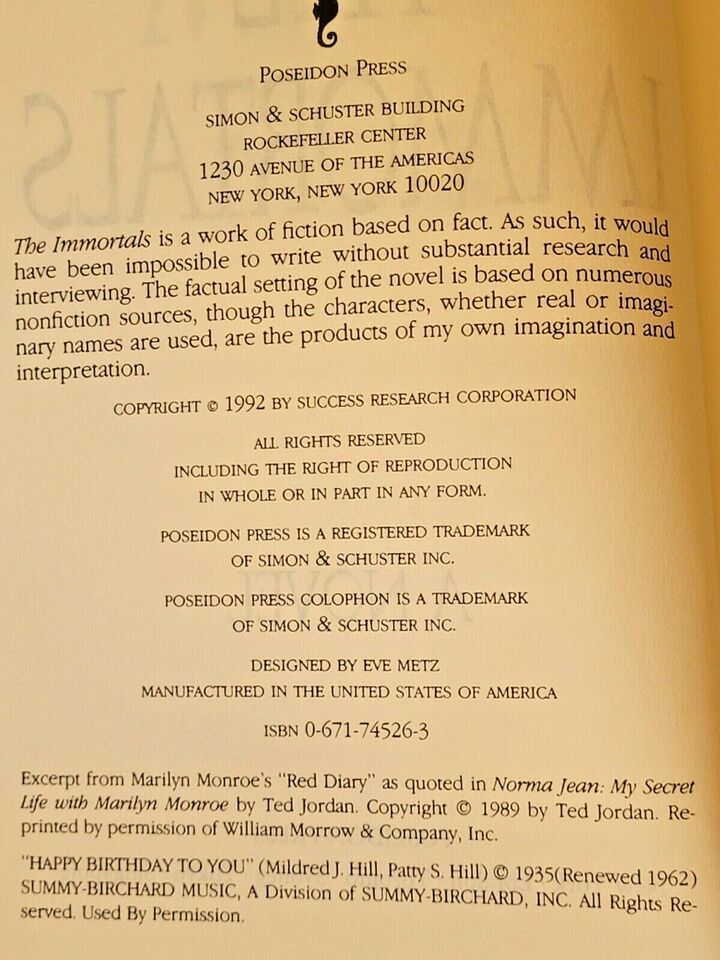 POSEIDON PRESS
SIMON & SCHUSTER BUILDING
ROCKEFELLER CENTER
1230 AVENUE OF THE AMERICAS
NEW YORK, NEW YORK 10020
The Immortals is a work of fiction based on fact. As such, it would
have been impossible to write without substantial research and
interviewing. The factual setting of the novel is based on numerous
nonfiction sources, though the characters, whether real or imagi-
nary names are used, are the products of my own imagination and
interpretation.
COPYRIGHT © 1992 BY SUCCESS RESEARCH CORPORATION
ALL RIGHTS RESERVED
INCLUDING THE RIGHT OF REPRODUCTION
IN WHOLE OR IN PART IN ANY FORM.
POSEIDON PRESS IS A REGISTERED TRADEMARK
OF SIMON & SCHUSTER INC.
POSEIDON PRESS COLOPHON IS A TRADEMARK
OF SIMON & SCHUSTER INC.
DESIGNED BY EVE METZ
MANUFACTURED IN THE UNITED STATES OF AMERICA
ISBN 0-671-74526-3
Excerpt from Marilyn Monroe's "Red Diary" as quoted in Norma Jean: My Secret
Life with Marilyn Monroe by Ted Jordan. Copyright © 1989 by Ted Jordan. Re-
printed by permission of William Morrow & Company, Inc.
"HAPPY BIRTHDAY TO YOU" (Mildred J. Hill, Patty S. Hill) © 1935(Renewed 1962)
SUMMY-BIRCHARD MUSIC, A Division of SUMMY-BIRCHARD, INC. All Rights Re-
served. Used By Permission.